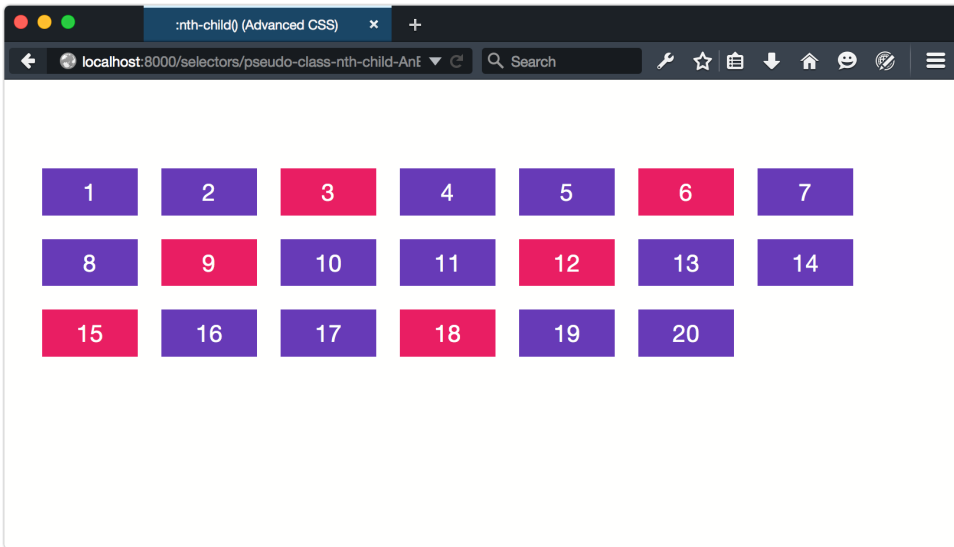 :nth-child() (Advanced CSS)
localhost:8000/selectors/pseudo-class-nth-child-AnB
Search
1 2 3 4 5 6 7
8 9 10 11 12 13 14
15 16 17 18 19 20